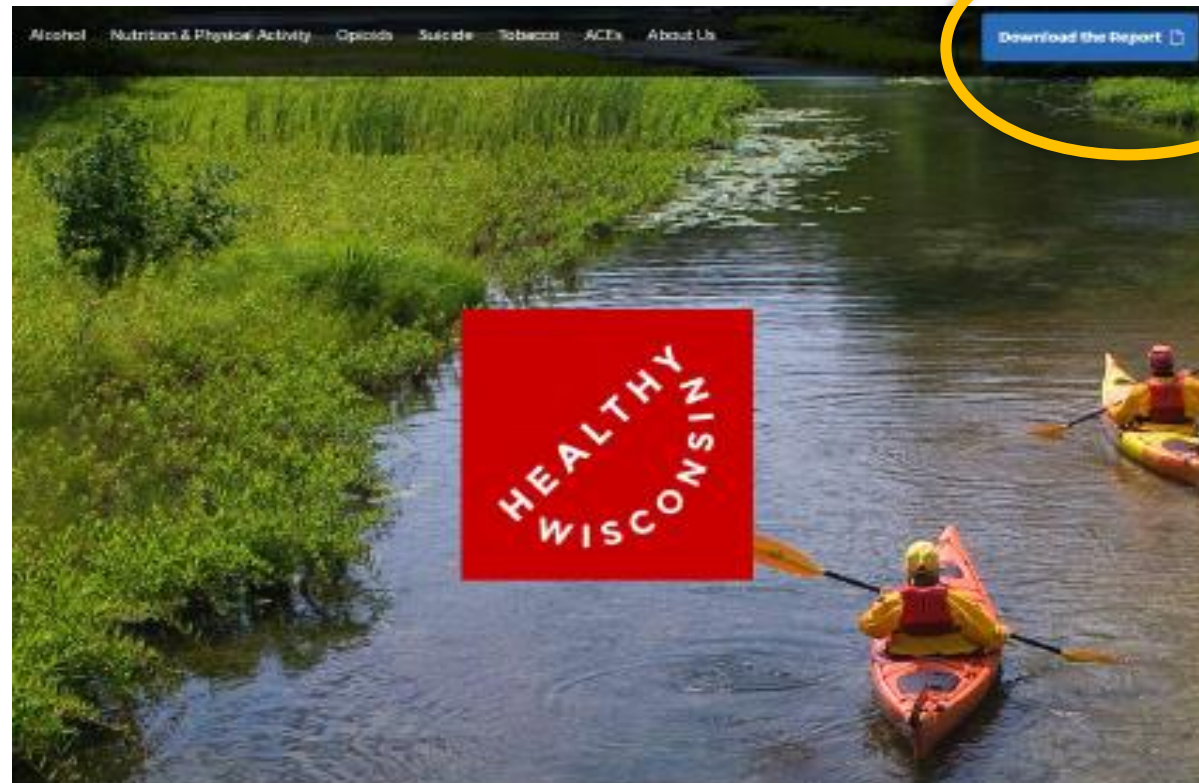 Alcohol Nutrition & Physical Activity Opioids Suicide Tobacco ACEs About Us Download the Report
HEALTHY
WISCONSIN